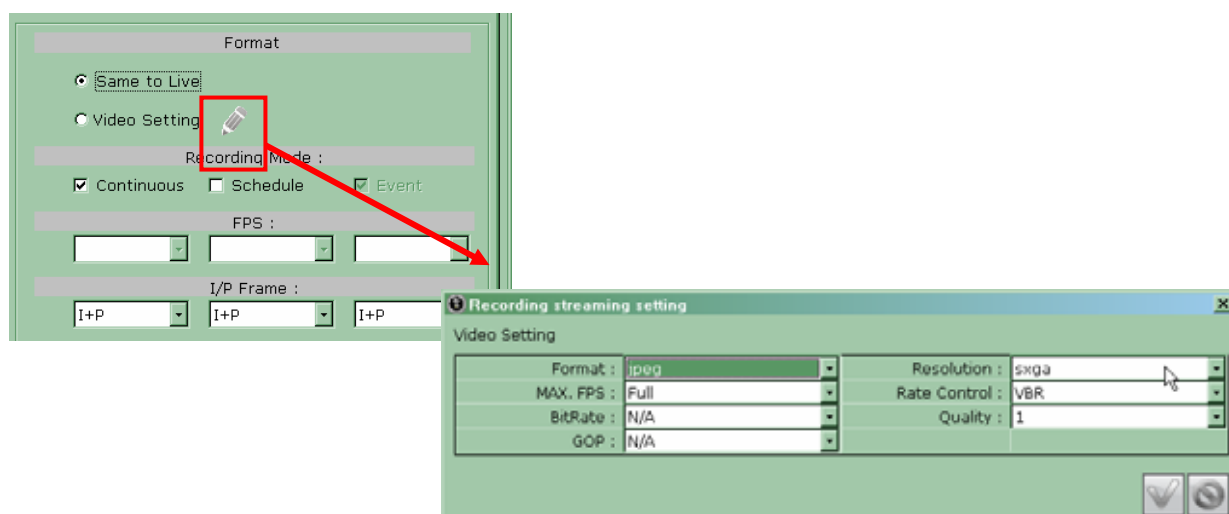 Format
Same to Live
Video Setting
Recording Mode :
Continuous Schedule Event
FPS :
I/P Frame :
I+P I+P I+P
Recording streaming setting
Video Setting
Format : jpeg Resolution : sxga
MAX. FPS : Full Rate Control : VBR
BitRate : N/A Quality : 1
GOP : N/A